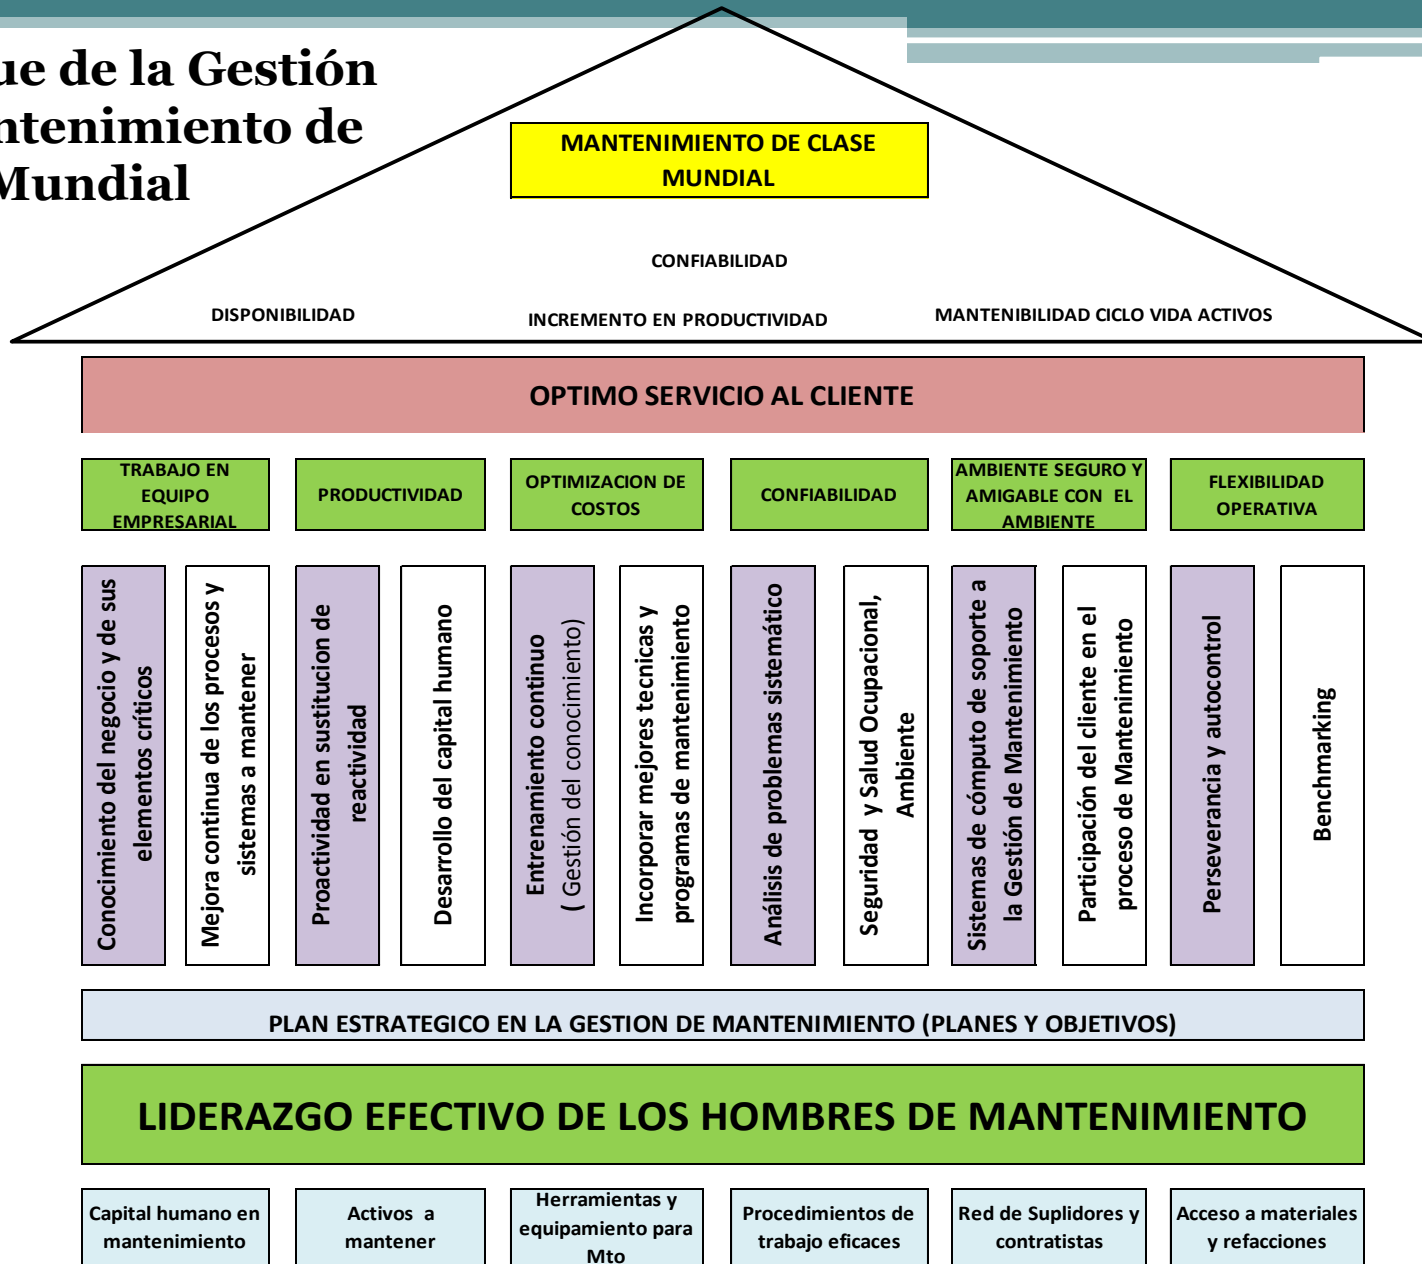 ue de la Gestión
ntenimiento de
Mundial
MANTENIMIENTO DE CLASE
MUNDIAL
CONFIABILIDAD
DISPONIBILIDAD
INCREMENTO EN PRODUCTIVIDAD
MANTENIBILIDAD CICLO VIDA ACTIVOS
OPTIMO SERVICIO AL CLIENTE
TRABAJO EN
EQUIPO
EMPRESARIAL
PRODUCTIVIDAD
OPTIMIZACION DE
COSTOS
CONFIABILIDAD
AMBIENTE SEGURO Y
AMIGABLE CON EL
AMBIENTE
FLEXIBILIDAD
OPERATIVA
Conocimiento del negocio y de sus
elementos críticos
Mejora continua de los procesos y
sistemas a mantener
Proactividad en sustitucion de
reactividad
Desarrollo del capital humano
Entrenamiento continuo
( Gestión del conocimiento)
Incorporar mejores tecnicas y
programas de mantenimiento
Análisis de problemas sistemático
Seguridad y Salud Ocupacional,
Ambiente
Sistemas de cómputo de soporte a
la Gestión de Mantenimiento
Participación del cliente en el
proceso de Mantenimiento
Perseverancia y autocontrol
Benchmarking
PLAN ESTRATEGICO EN LA GESTION DE MANTENIMIENTO (PLANES Y OBJETIVOS)
LIDERAZGO EFECTIVO DE LOS HOMBRES DE MANTENIMIENTO
Capital humano en
mantenimiento
Activos a
mantener
Herramientas y
equipamiento para
Mto
Procedimientos de
trabajo eficaces
Red de Suplidores y
contratistas
Acceso a materiales
y refacciones